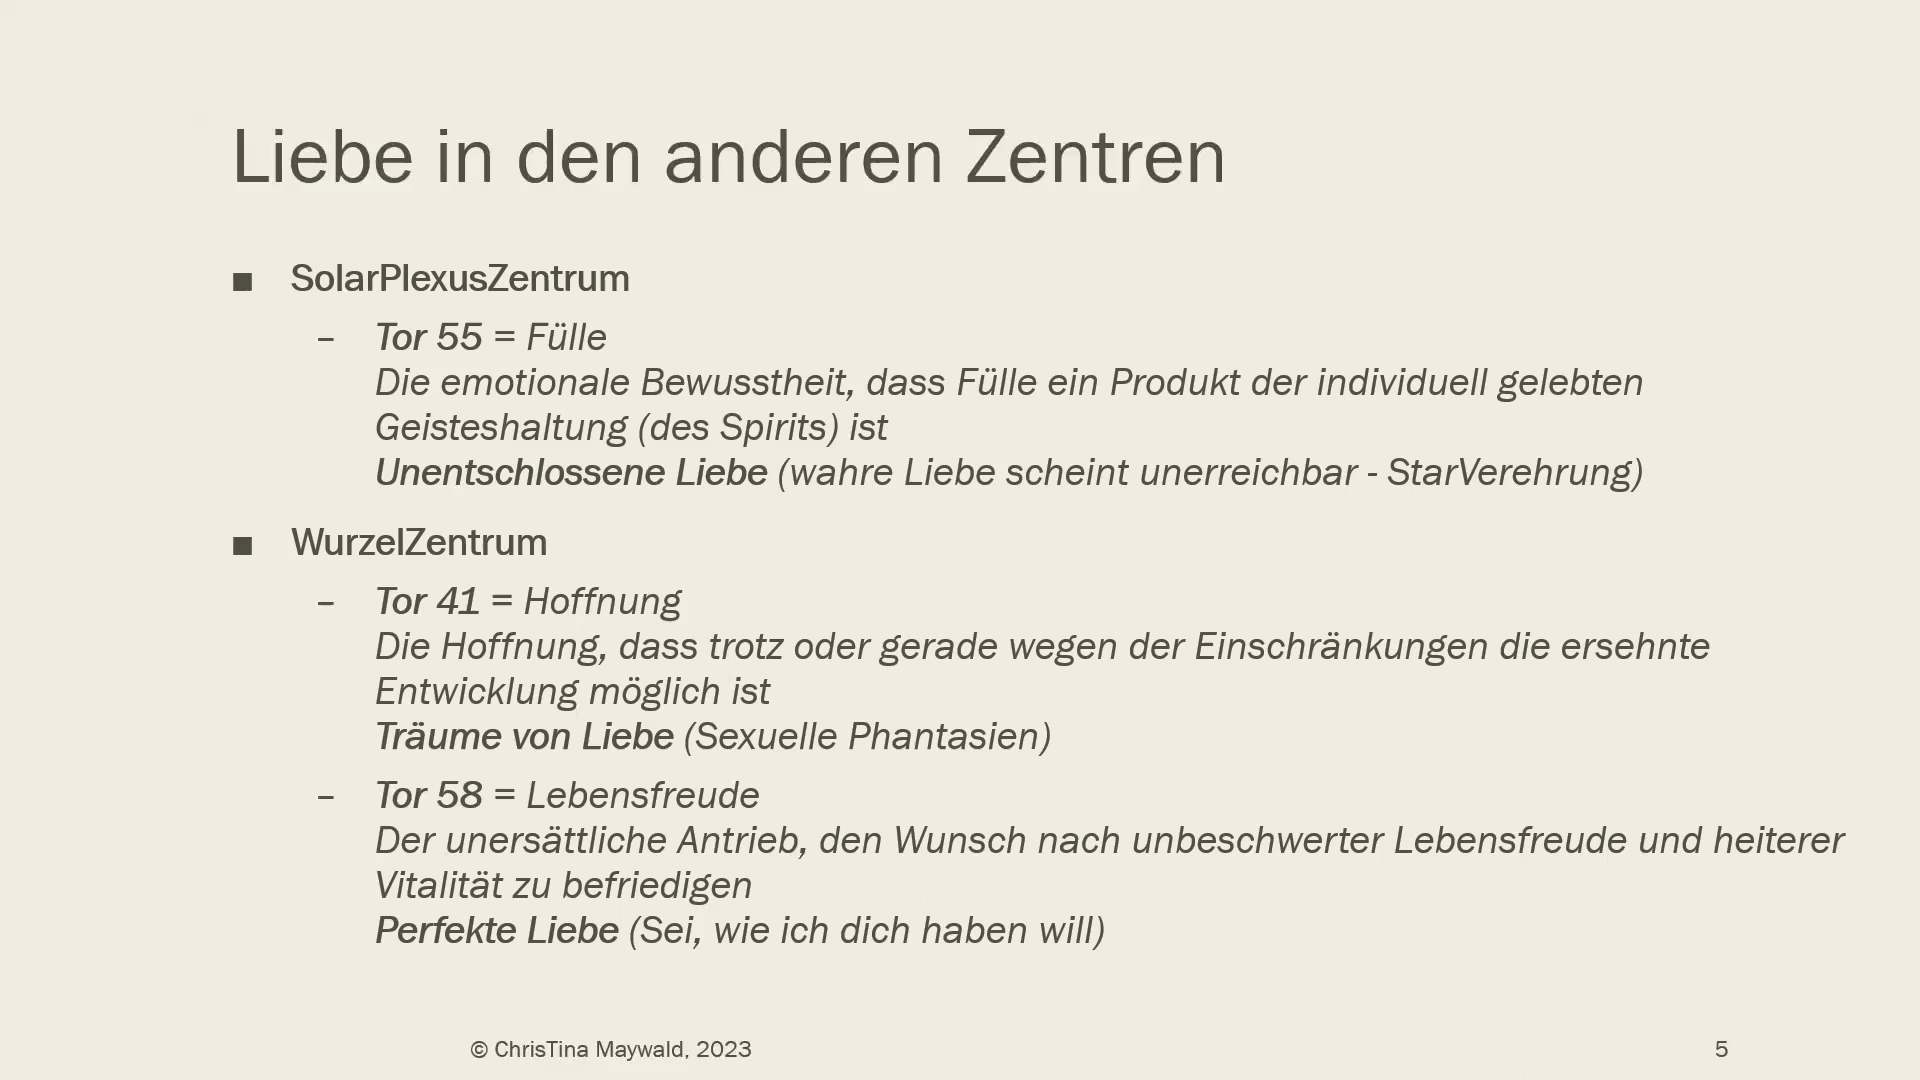 Liebe in den anderen Zentren
■ SolarPlexusZentrum
– Tor 55 = Fülle
Die emotionale Bewusstheit, dass Fülle ein Produkt der individuell gelebten
Geisteshaltung (des Spirits) ist
Unentschlossene Liebe (wahre Liebe scheint unerreichbar - StarVerehrung)
■ WurzelZentrum
– Tor 41 = Hoffnung
Die Hoffnung, dass trotz oder gerade wegen der Einschränkungen die ersehnte
Entwicklung möglich ist
Träume von Liebe (Sexuelle Phantasien)
– Tor 58 = Lebensfreude
Der unersättliche Antrieb, den Wunsch nach unbeschwerter Lebensfreude und heiterer
Vitalität zu befriedigen
Perfekte Liebe (Sei, wie ich dich haben will)
© ChrisTina Maywald, 2023
5